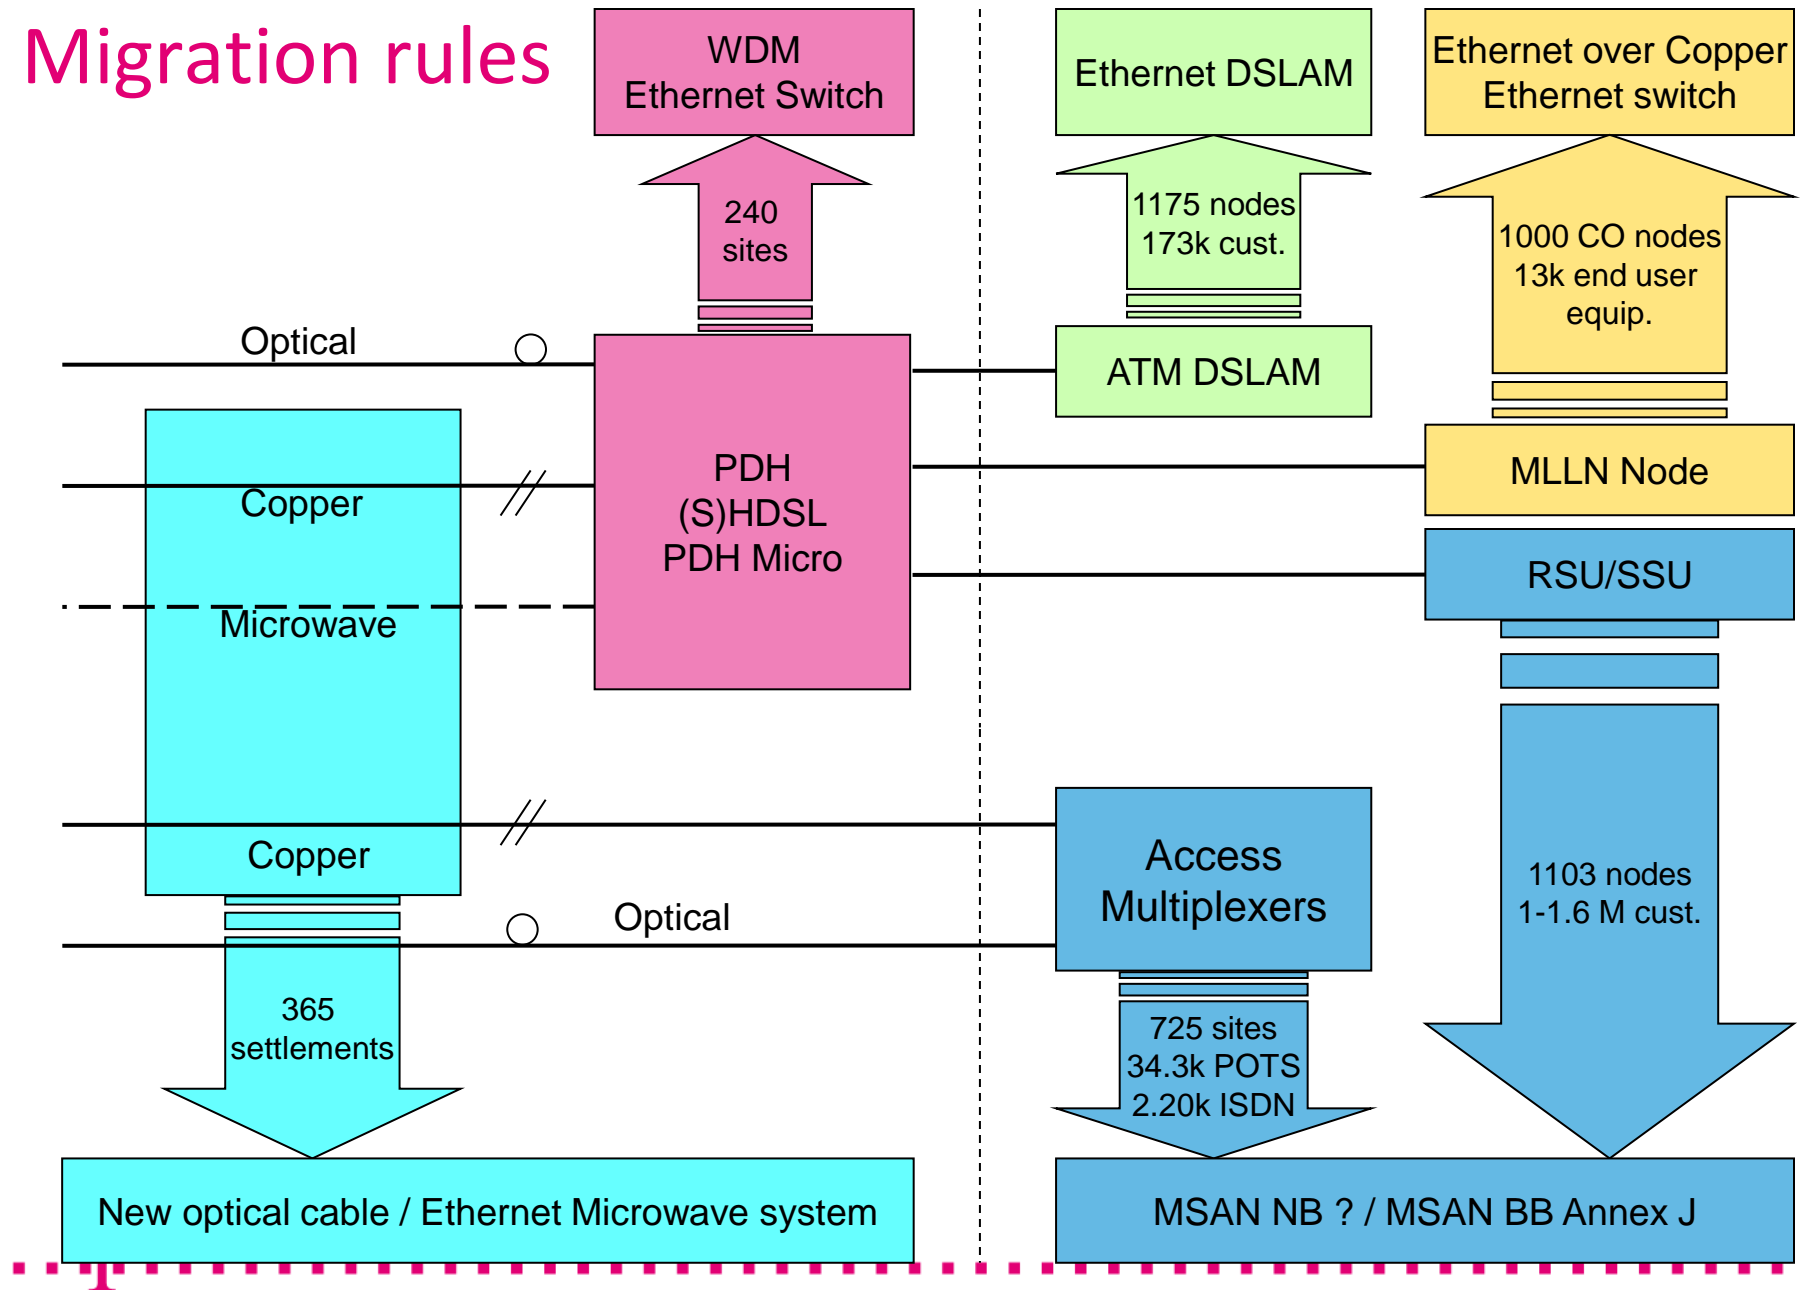 Migration rules
WDM
Ethernet Switch
Ethernet DSLAM
Ethernet over Copper
Ethernet switch
240
sites
1175 nodes
173k cust.
1000 CO nodes
13k end user
equip.
Optical
ATM DSLAM
Copper
PDH
(S)HDSL
PDH Micro
MLLN Node
RSU/SSU
Microwave
Copper
Access
Multiplexers
1103 nodes
1-1.6 M cust.
Optical
365
settlements
725 sites
34.3k POTS
2.20k ISDN
New optical cable / Ethernet Microwave system
MSAN NB ? / MSAN BB Annex J